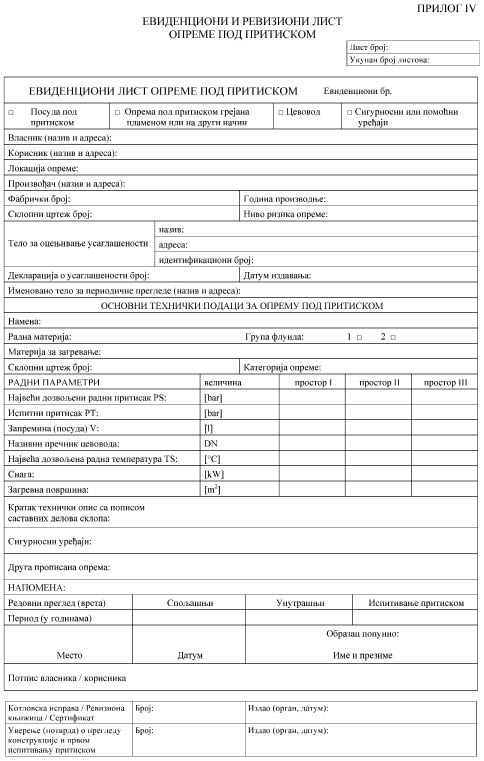 ПРИЛОГ IV
ЕВИДЕНЦИОНИ И РЕВИЗИОНИ ЛИСТ
ОПРЕМЕ ПОД ПРИТИСКОМ
Лист број:
Укупан број листова:
ЕВИДЕНЦИОНИ ЛИСТ ОПРЕМЕ ПОД ПРИТИСКОМ Евиденциони бр.
□ Посуда под притиском □ Опрема под притиском грејана пламеном или на други начин □ Цевовод □ Сигурносни или помоћни уређаји
Власник (назив и адреса):
Корисник (назив и адреса):
Локација опреме:
Произвођач (назив и адреса):
Фабрички број: Година производње:
Склопни цртеж број: Ниво ризика опреме:
Тело за оцењивање усаглашености
назив:
адреса:
идентификациони број:
Декларација о усаглашености број: Датум издавања:
Именовано тело за периодичне прегледе (назив и адреса):
ОСНОВНИ ТЕХНИЧКИ ПОДАЦИ ЗА ОПРЕМУ ПОД ПРИТИСКОМ
Намена:
Радна материја: Група флуида: 1 □ 2 □
Материја за загревање:
Склопни цртеж број: Категорија опреме:
РАДНИ ПАРАМЕТРИ величина простор I простор II простор III
Највећи дозвољени радни притисак PS: [bar]
Испитни притисак PT: [bar]
Запремина (посуда) V: [l]
Називни пречник цевовода: DN
Највећа дозвољена радна температура TS: [°C]
Снага: [kW]
Загревна површина: [m²]
Кратак технички опис са пописом
саставних делова склопа:
Сигурносни уређаји:
Друга прописана опрема:
НАПОМЕНА:
Редовни преглед (врста) Спољашњи Унутрашњи Испитивање притиском
Период (у годинама)
Образац попунио:
Место Датум Име и презиме
Потпис власника / корисника
Котловска исправа / Ревизиона књижица / Сертификат Број: Издао (орган, датум):
Уверење (потврда) о прегледу конструкције и првом испитивању притиском Број: Издао (орган, датум):